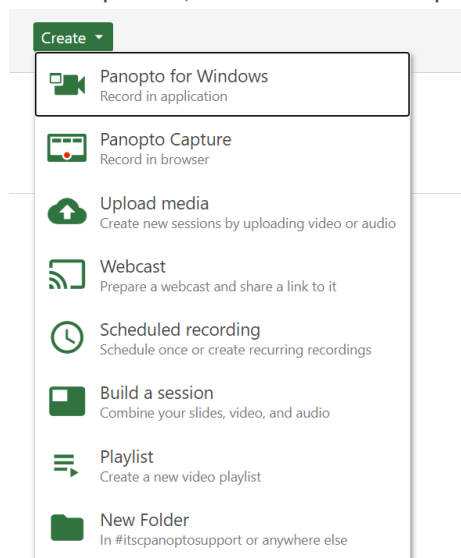 Create
Panopto for Windows
Record in application
Panopto Capture
Record in browser
Upload media
Create new sessions by uploading video or audio
Webcast
Prepare a webcast and share a link to it
Scheduled recording
Schedule once or create recurring recordings
Build a session
Combine your slides, video, and audio
Playlist
Create a new video playlist
New Folder
In #itscpanoptosupport or anywhere else